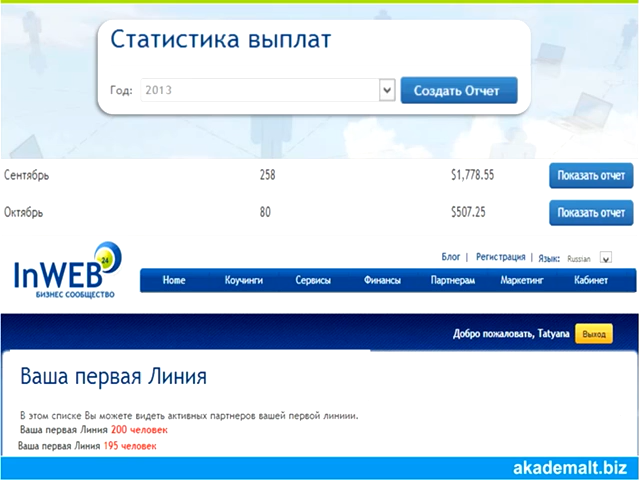 Статистика выплат
Год: 2013 Создать Отчет
Сентябрь 258 $1,778.55 Показать отчет
Октябрь 80 $507.25 Показать отчет
Блог | Регистрация | Язык: Russian
InWEB 24
БИЗНЕС СООБЩЕСТВО
Home Коучинги Сервисы Финансы Партнерам Маркетинг Кабинет
Добро пожаловать, Tatyana Выход
Ваша первая Линия
В этом списке Вы можете видеть активных партнеров вашей первой линиии.
Ваша первая Линия 200 человек
Ваша первая Линия 195 человек
akademalt.biz